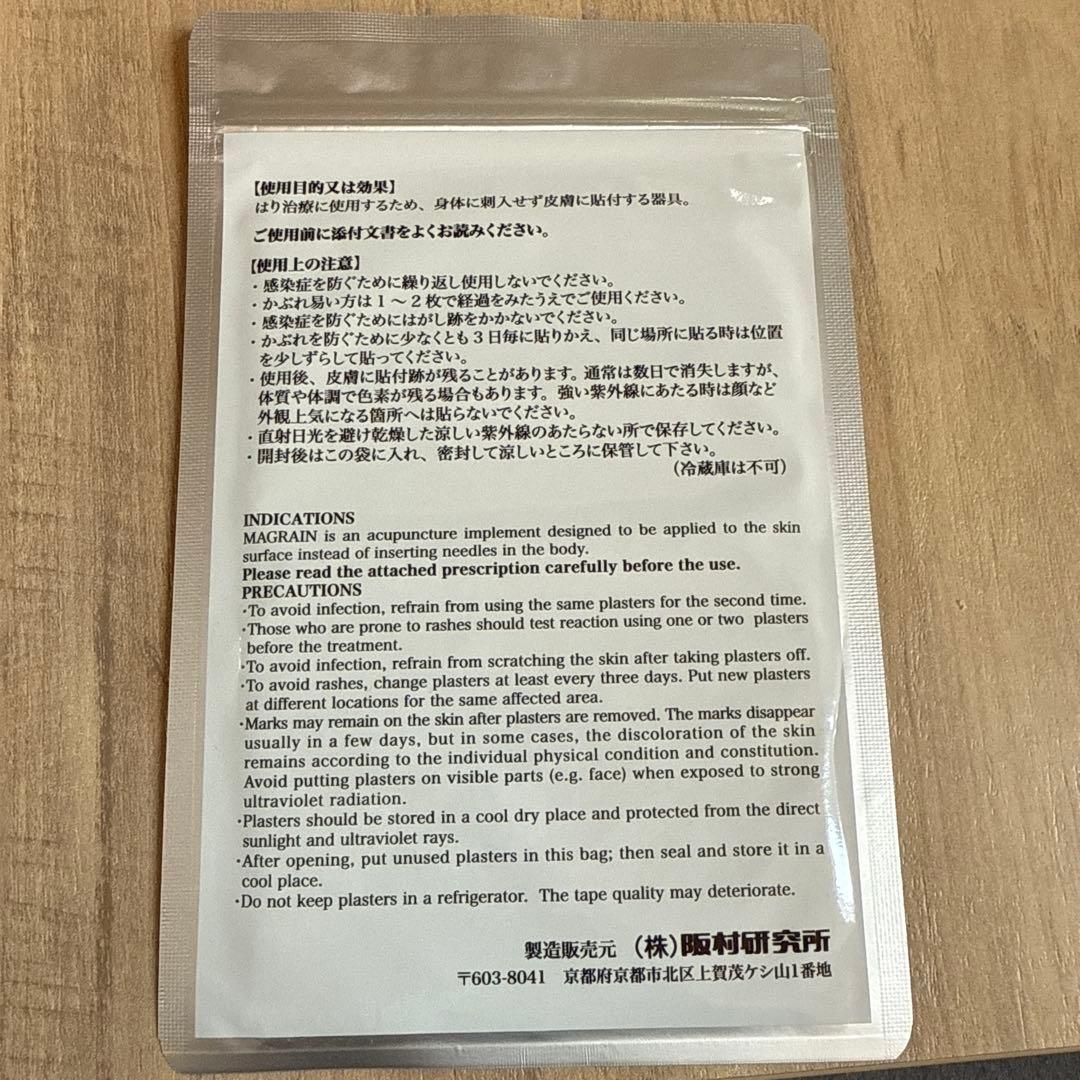 【使用目的又は効果】
はり治療に使用するため、身体に刺入せず皮膚に貼付する器具。
ご使用前に添付文書をよくお読みください。
【使用上の注意】
・感染症を防ぐために繰り返し使用しないでください。
・かぶれ易い方は1～2枚で経過をみたうえでご使用ください。
・感染症を防ぐためにはがし跡をかかないでください。
・かぶれを防ぐために少なくとも3日毎に貼りかえ、同じ場所に貼る時は位置
を少しずらして貼ってください。
・使用後、皮膚に貼付跡が残ることがあります。通常は数日で消失しますが、
体質や体調で色素が残る場合もあります。強い紫外線にあたる時は顔など
外観上気になる箇所へは貼らないでください。
・直射日光を避け乾燥した涼しい紫外線のあたらない所で保存してください。
・開封後はこの袋に入れ、密封して涼しいところに保管して下さい。
（冷蔵庫は不可）
INDICATIONS
MAGRAIN is an acupuncture implement designed to be applied to the skin
surface instead of inserting needles in the body.
Please read the attached prescription carefully before the use.
PRECAUTIONS
・To avoid infection, refrain from using the same plasters for the second time.
・Those who are prone to rashes should test reaction using one or two plasters
before the treatment.
・To avoid infection, refrain from scratching the skin after taking plasters off.
・To avoid rashes, change plasters at least every three days. Put new plasters
at different locations for the same affected area.
・Marks may remain on the skin after plasters are removed. The marks disappear
usually in a few days, but in some cases, the discoloration of the skin
remains according to the individual physical condition and constitution.
Avoid putting plasters on visible parts (e.g. face) when exposed to strong
ultraviolet radiation.
・Plasters should be stored in a cool dry place and protected from the direct
sunlight and ultraviolet rays.
・After opening, put unused plasters in this bag; then seal and store it in a
cool place.
・Do not keep plasters in a refrigerator. The tape quality may deteriorate.
製造販売元 （株）阪村研究所
〒603-8041 京都府京都市北区上賀茂ケシ山1番地